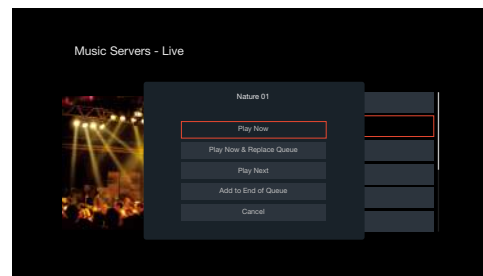 Music Servers - Live
Nature 01
Play Now
Play Now & Replace Queue
Play Next
Add to End of Queue
Cancel